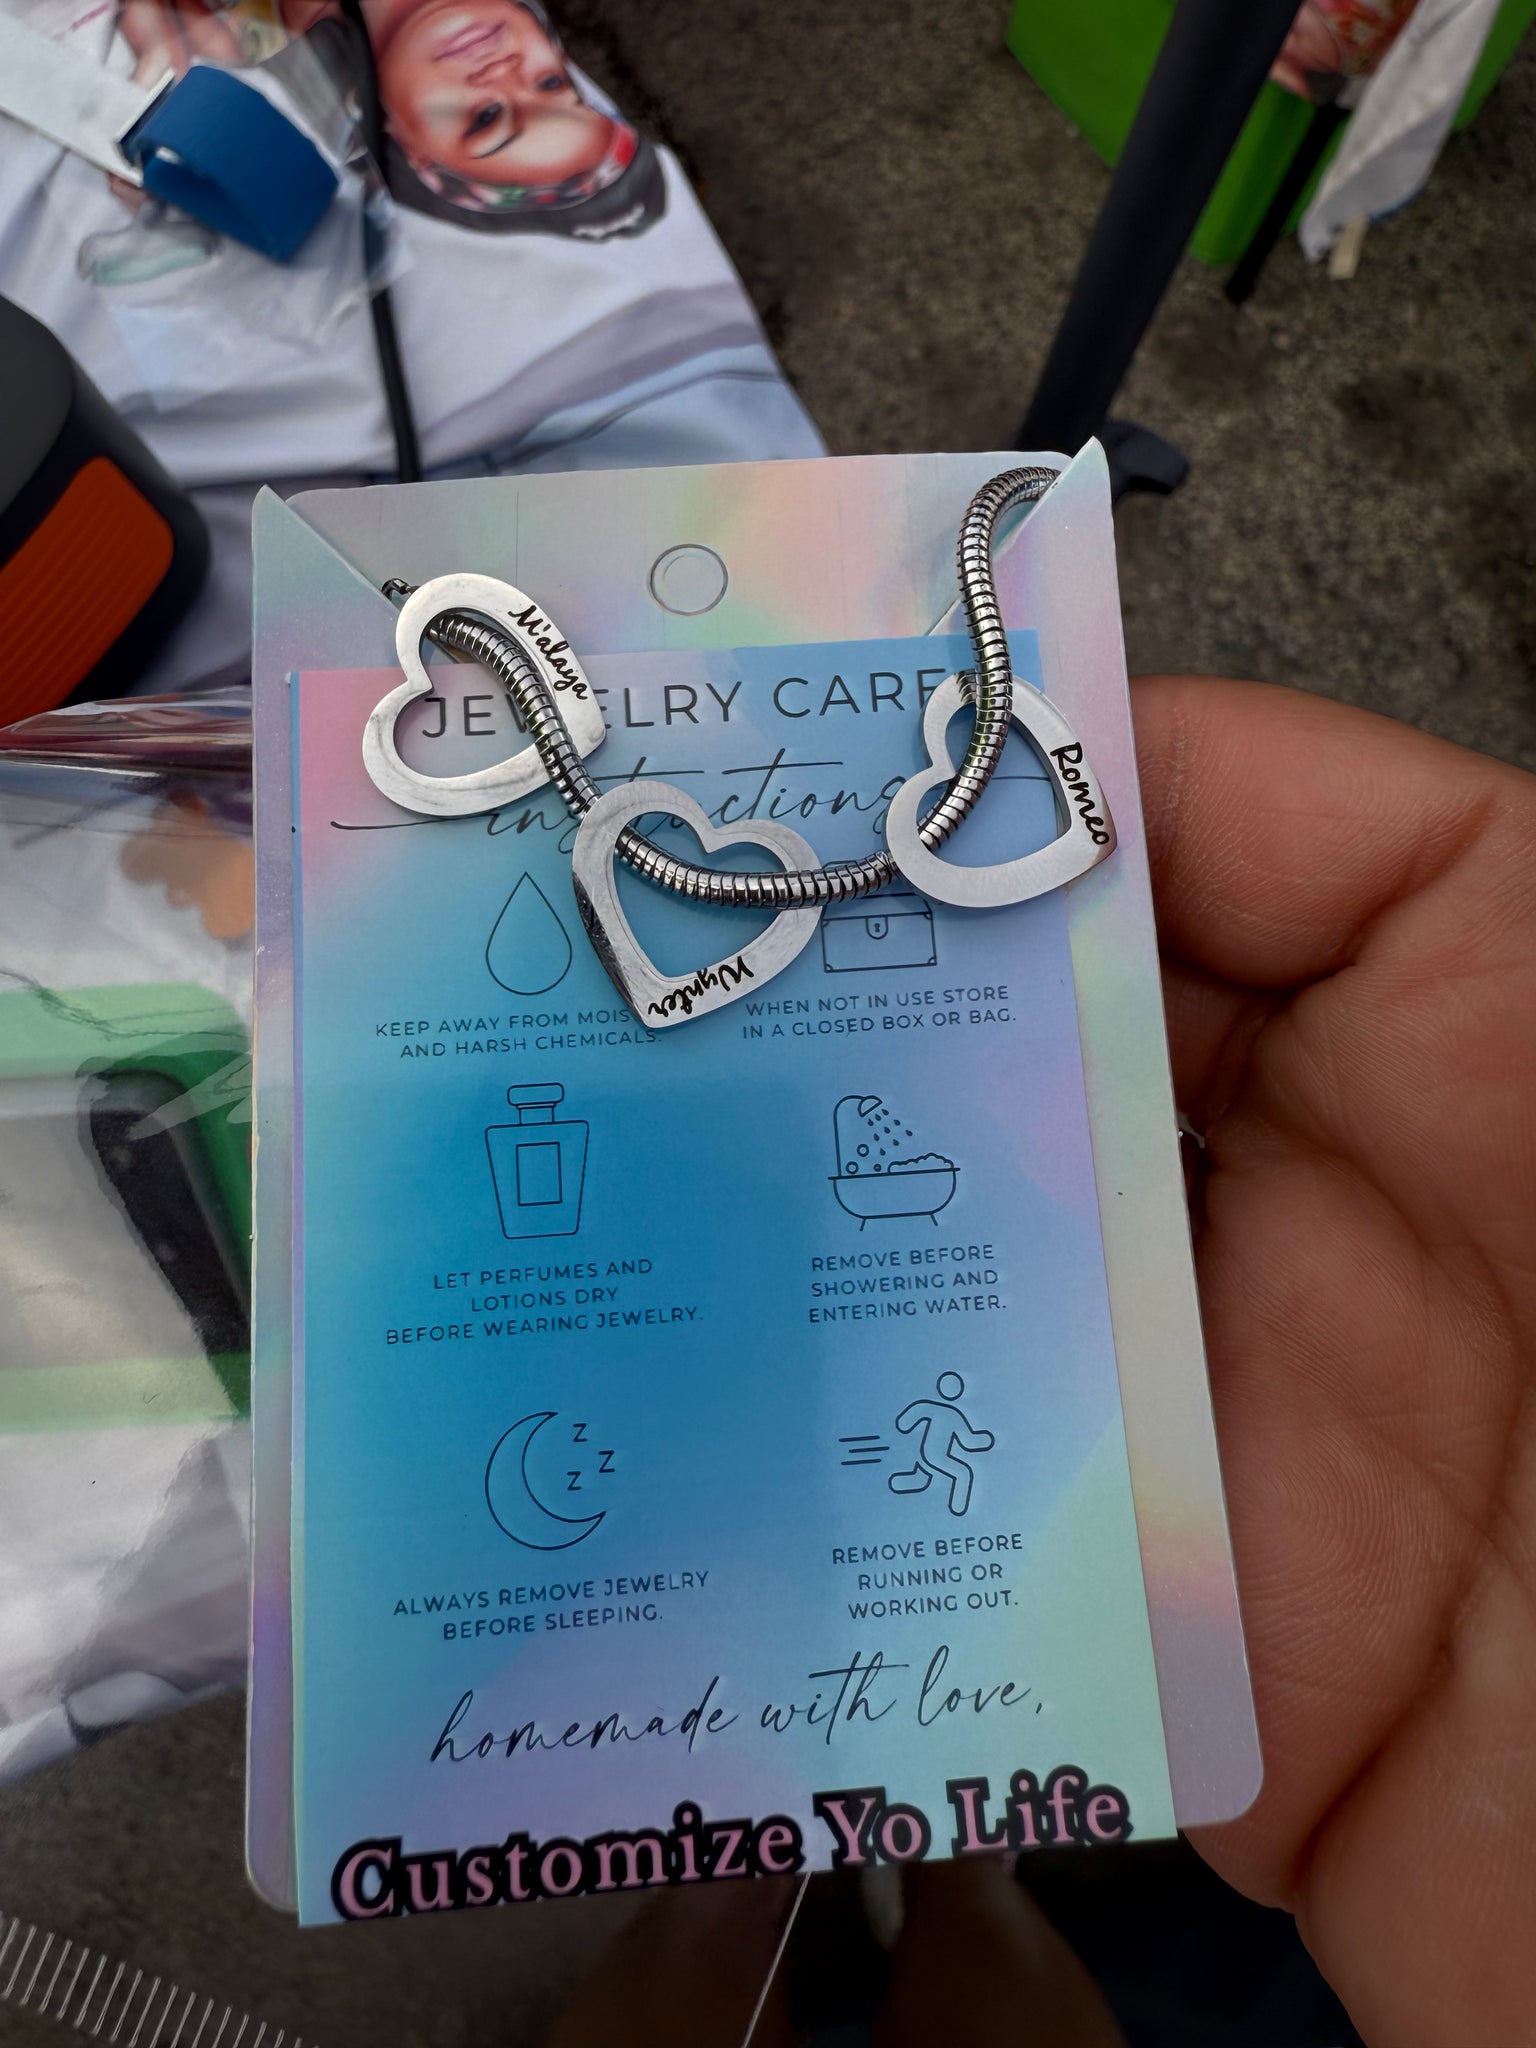 M'alaya
Romeo
Wynter
JEWELRY CARE
instructions
KEEP AWAY FROM MOIS
AND HARSH CHEMICALS.
WHEN NOT IN USE STORE
IN A CLOSED BOX OR BAG.
LET PERFUMES AND
LOTIONS DRY
BEFORE WEARING JEWELRY.
REMOVE BEFORE
SHOWERING AND
ENTERING WATER.
Z
Z
Z
ALWAYS REMOVE JEWELRY
BEFORE SLEEPING.
REMOVE BEFORE
RUNNING OR
WORKING OUT.
homemade with love,
Customize Yo Life